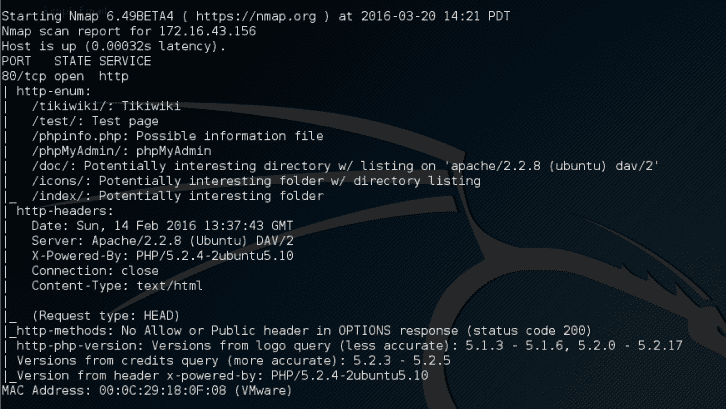 Starting Nmap 6.49BETA4 ( https://nmap.org ) at 2016-03-20 14:21 PDT
Nmap scan report for 172.16.43.156
Host is up (0.00032s latency).
PORT   STATE SERVICE
80/tcp open  http
| http-enum:
|   /tikiwiki/: Tikiwiki
|   /test/: Test page
|   /phpinfo.php: Possible information file
|   /phpMyAdmin/: phpMyAdmin
|   /doc/: Potentially interesting directory w/ listing on 'apache/2.2.8 (ubuntu) dav/2'
|   /icons/: Potentially interesting folder w/ directory listing
|_  /index/: Potentially interesting folder
| http-headers:
|   Date: Sun, 14 Feb 2016 13:37:43 GMT
|   Server: Apache/2.2.8 (Ubuntu) DAV/2
|   X-Powered-By: PHP/5.2.4-2ubuntu5.10
|   Connection: close
|   Content-Type: text/html
|
|_  (Request type: HEAD)
|_http-methods: No Allow or Public header in OPTIONS response (status code 200)
| http-php-version: Versions from logo query (less accurate): 5.1.3 - 5.1.6, 5.2.0 - 5.2.17
| Versions from credits query (more accurate): 5.2.3 - 5.2.5
|_Version from header x-powered-by: PHP/5.2.4-2ubuntu5.10
MAC Address: 00:0C:29:18:0F:08 (VMware)